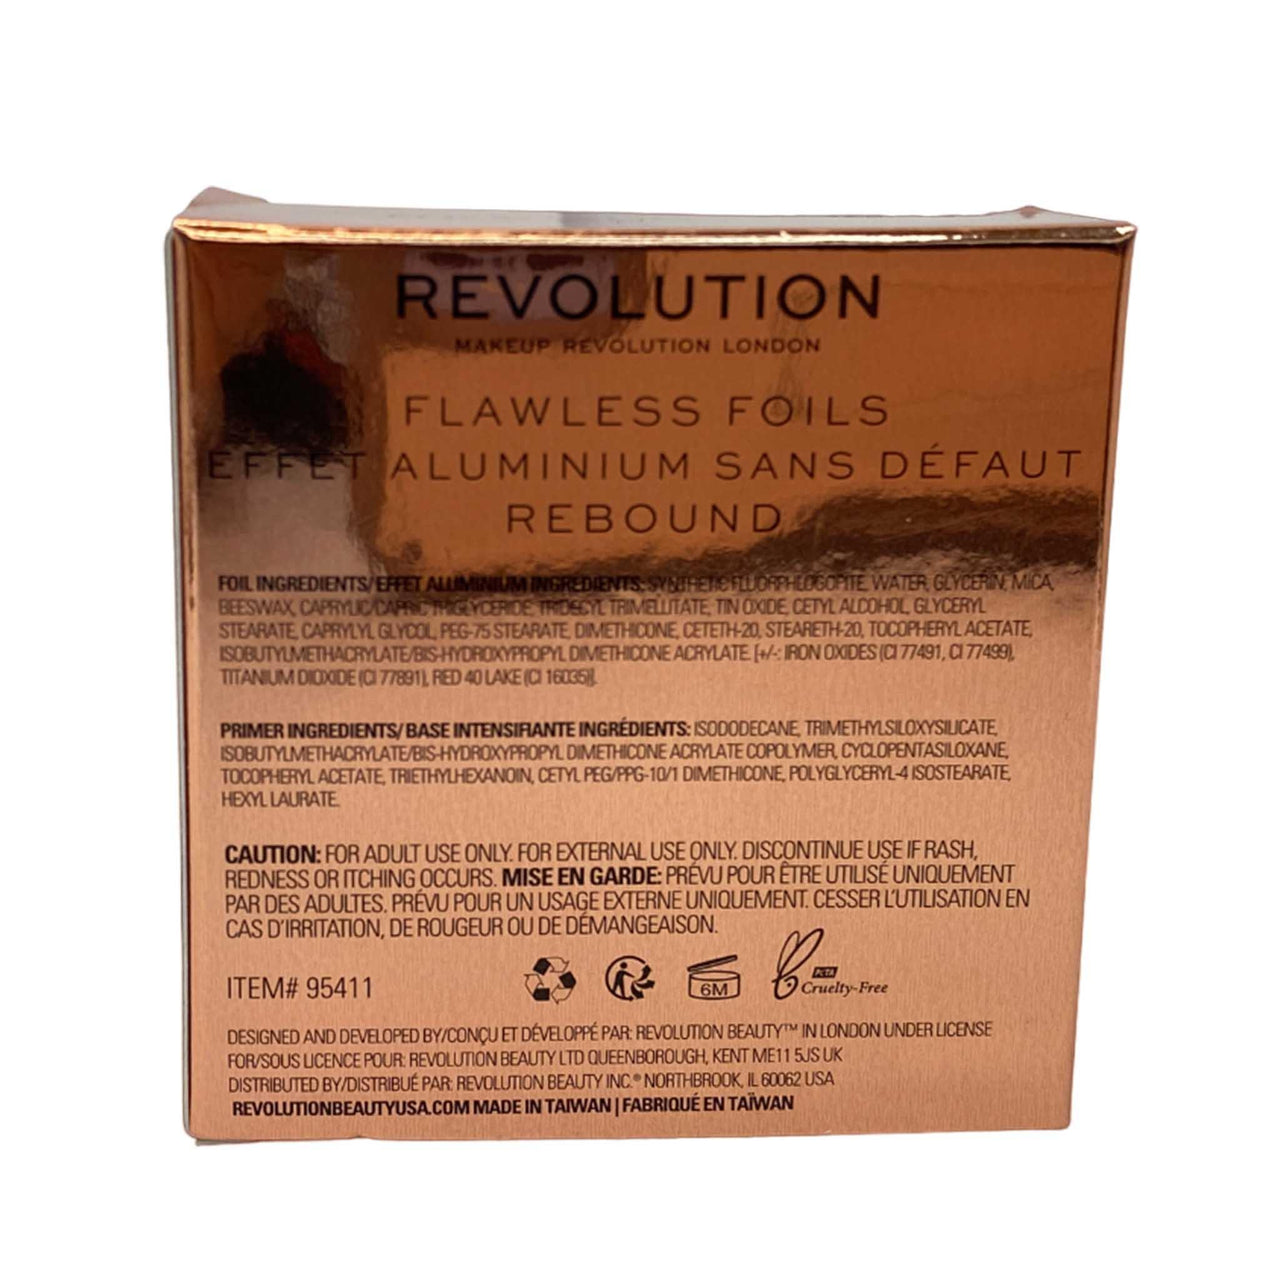 REVOLUTION
MAKEUP REVOLUTION LONDON
FLAWLESS FOILS
EFFET ALUMINIUM SANS DÉFAUT
REBOUND
FOIL INGREDIENTS/EFFET ALUMINIUM INGREDIENTS: SYNTHETIC FLUORPHLOGOPITE, WATER, GLYCERIN, MICA,
BEESWAX, CAPRYLIC/CAPRIC TRIGLYCERIDE, TRIDECYL TRIMELLITATE, TIN OXIDE, CETYL ALCOHOL, GLYCERYL
STEARATE, CAPRYLYL GLYCOL, PEG-75 STEARATE, DIMETHICONE, CETETH-20, STEARETH-20, TOCOPHERYL ACETATE,
ISOBUTYLMETHACRYLATE/BIS-HYDROXYPROPYL DIMETHICONE ACRYLATE. [+/-: IRON OXIDES (CI 77491, CI 77499),
TITANIUM DIOXIDE (CI 77891), RED 40 LAKE (CI 16035)].
PRIMER INGREDIENTS/ BASE INTENSIFIANTE INGRÉDIENTS: ISODODECANE, TRIMETHYLSILOXYSILICATE,
ISOBUTYLMETHACRYLATE/BIS-HYDROXYPROPYL DIMETHICONE ACRYLATE COPOLYMER, CYCLOPENTASILOXANE,
TOCOPHERYL ACETATE, TRIETHYLHEXANOIN, CETYL PEG/PPG-10/1 DIMETHICONE, POLYGLYCERYL-4 ISOSTEARATE,
HEXYL LAURATE.
CAUTION: FOR ADULT USE ONLY. FOR EXTERNAL USE ONLY. DISCONTINUE USE IF RASH,
REDNESS OR ITCHING OCCURS. MISE EN GARDE: PRÉVU POUR ÊTRE UTILISÉ UNIQUEMENT
PAR DES ADULTES. PRÉVU POUR UN USAGE EXTERNE UNIQUEMENT. CESSER L'UTILISATION EN
CAS D'IRRITATION, DE ROUGEUR OU DE DÉMANGEAISON.
ITEM# 95411
6M
PETA
Cruelty-Free
DESIGNED AND DEVELOPED BY/CONÇU ET DÉVELOPPÉ PAR: REVOLUTION BEAUTY™ IN LONDON UNDER LICENSE
FOR/SOUS LICENCE POUR: REVOLUTION BEAUTY LTD QUEENBOROUGH, KENT ME11 5JS UK
DISTRIBUTED BY/DISTRIBUÉ PAR: REVOLUTION BEAUTY INC.® NORTHBROOK, IL 60062 USA
REVOLUTIONBEAUTYUSA.COM MADE IN TAIWAN | FABRIQUÉ EN TAÏWAN